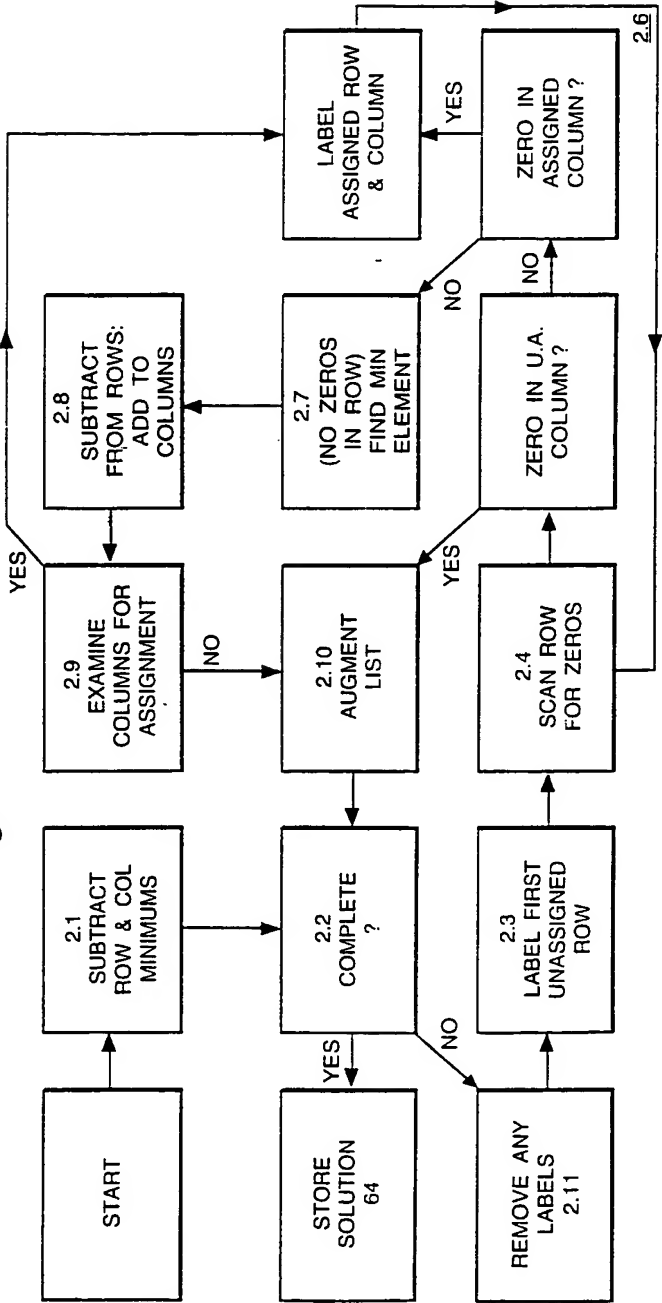 START
2.1
SUBTRACT
ROW & COL
MINIMUMS
2.9
EXAMINE
COLUMNS FOR
ASSIGNMENT
YES
NO
2.8
SUBTRACT
FROM ROWS:
ADD TO
COLUMNS
STORE
SOLUTION
64
YES
2.2
COMPLETE
?
NO
2.10
AUGMENT
LIST
2.7
(NO ZEROS
IN ROW)
FIND MIN
ELEMENT
LABEL
ASSIGNED ROW
& COLUMN
REMOVE ANY
LABELS
2.11
2.3
LABEL FIRST
UNASSIGNED
ROW
2.4
SCAN ROW
FOR ZEROS
YES
ZERO IN U.A.
COLUMN ?
NO
NO
ZERO IN
ASSIGNED
COLUMN ?
YES
2.6